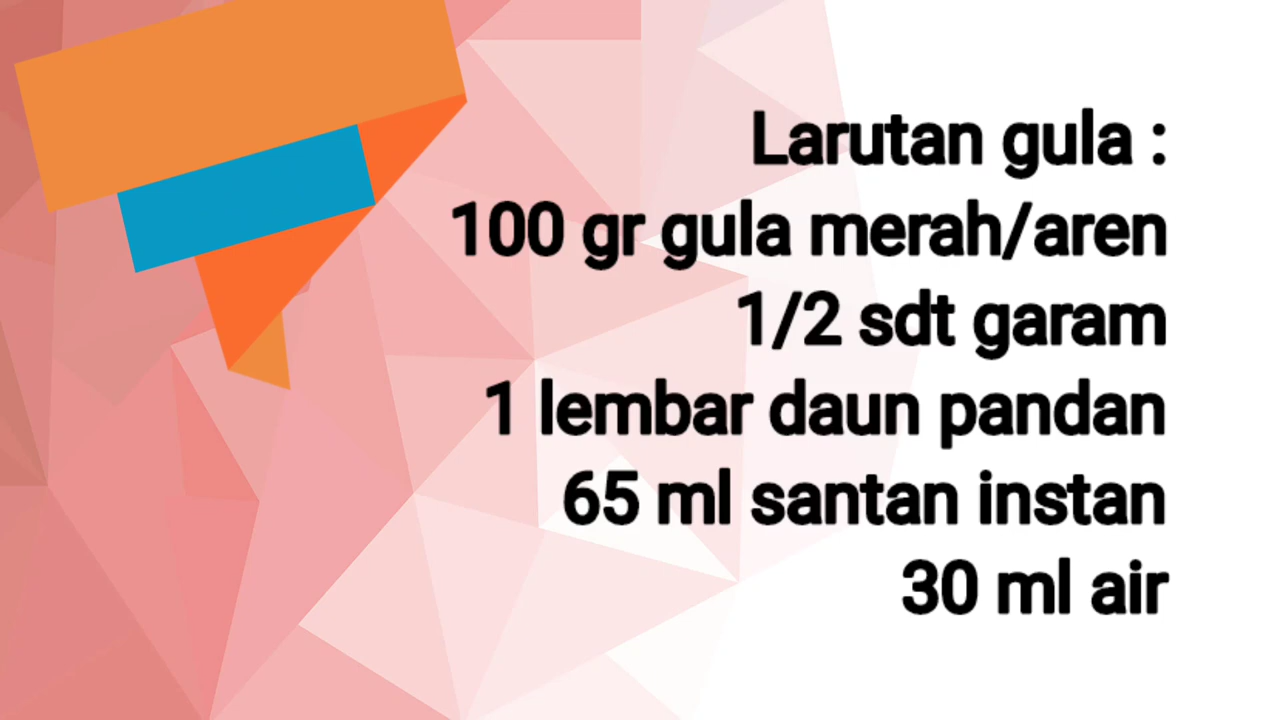 Larutan gula :
100 gr gula merah/aren
1/2 sdt garam
1 lembar daun pandan
65 ml santan instan
30 ml air